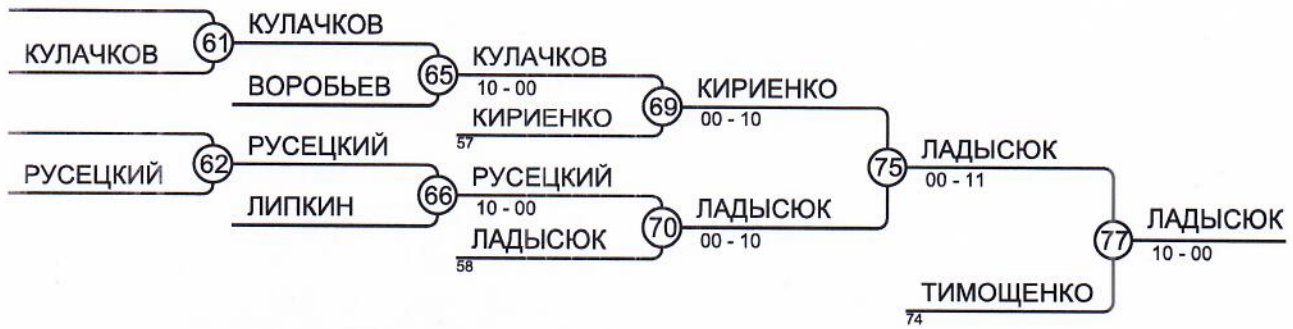 КУЛАЧКОВ
61
КУЛАЧКОВ
ВОРОБЬЕВ
65
КУЛАЧКОВ
10 - 00
КИРИЕНКО
57
69
КИРИЕНКО
00 - 10
РУСЕЦКИЙ
62
РУСЕЦКИЙ
ЛИПКИН
66
РУСЕЦКИЙ
10 - 00
ЛАДЫСЮК
58
70
ЛАДЫСЮК
00 - 10
75
ЛАДЫСЮК
00 - 11
ТИМОЩЕНКО
74
77
ЛАДЫСЮК
10 - 00